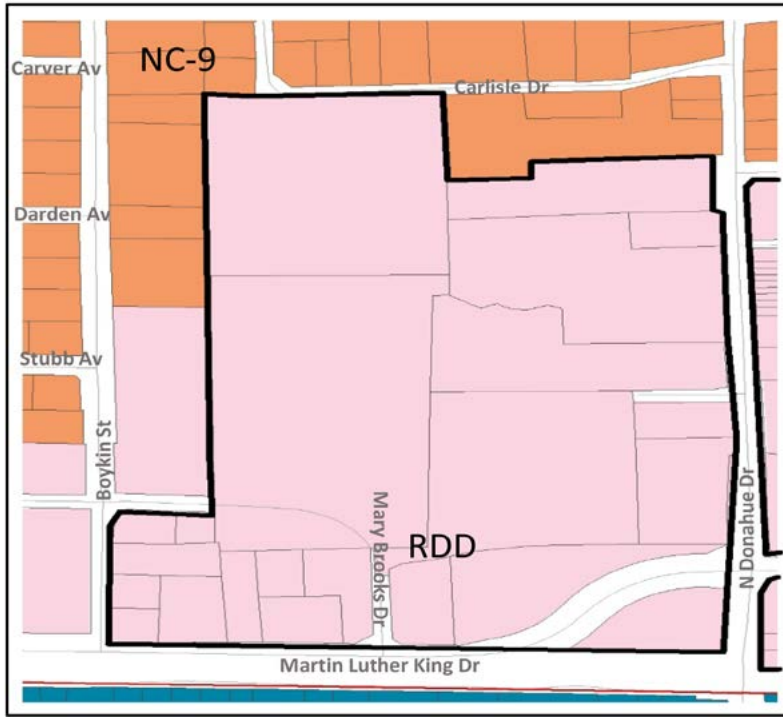 NC-9
Carver Av
Carlisle Dr
Darden Av
Stubb Av
Boykin St
Mary Brooks Dr
RDD
N Donahue Dr
Martin Luther King Dr